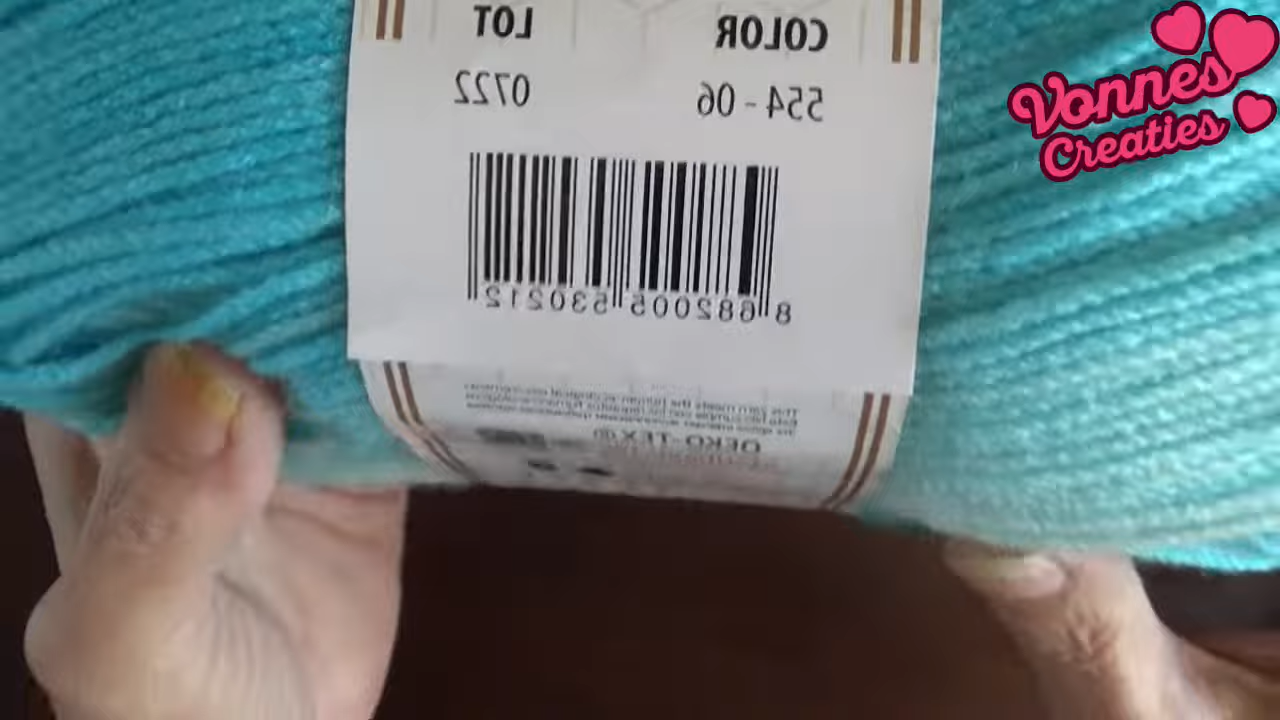 Vonnes
Creaties
COLOR LOT
554-06 0722
8 682005 530212
OEKO-TEX®